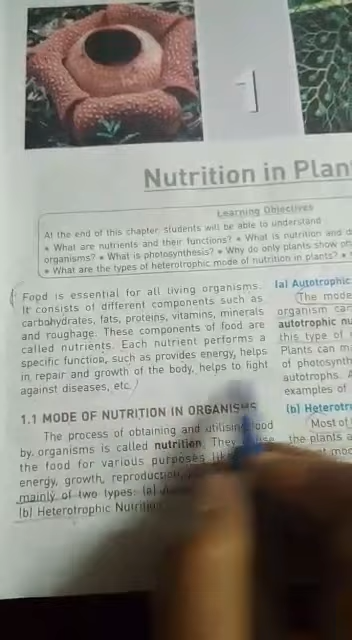 1
Nutrition in Plan
Learning Objectives
At the end of this chapter students will be able to understand
• What are nutrients and their functions? • What is nutrition and
organisms? • What is photosynthesis? • Why do only plants show
• What are the types of heterotrophic mode of nutrition in plants? •
Food is essential for all living organisms.
It consists of different components such as
carbohydrates, fats, proteins, vitamins, minerals
and roughage. These components of food are
called nutrients. Each nutrient performs a
specific function, such as provides energy, helps
in repair and growth of the body, helps to fight
against diseases, etc.
1.1 MODE OF NUTRITION IN ORGANISMS
The process of obtaining and utilising food
by organisms is called nutrition. They use
the food for various purposes
energy, growth, reproduction,
mainly of two types: (a)
(b) Heterotrophic
(a) Autotrophic
The mode
organism
autotrophic
this type of
Plants can
of
autotrophs.
examples of
(b)
Most of
the plants